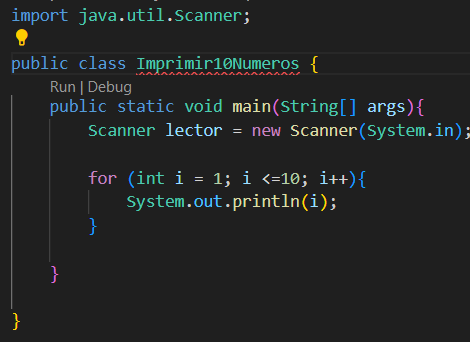 import java.util.Scanner;
public class Imprimir10Numeros {
Run | Debug
public static void main(String[] args){
Scanner lector = new Scanner(System.in);
for (int i = 1; i <=10; i++){
System.out.println(i);
}
}
}